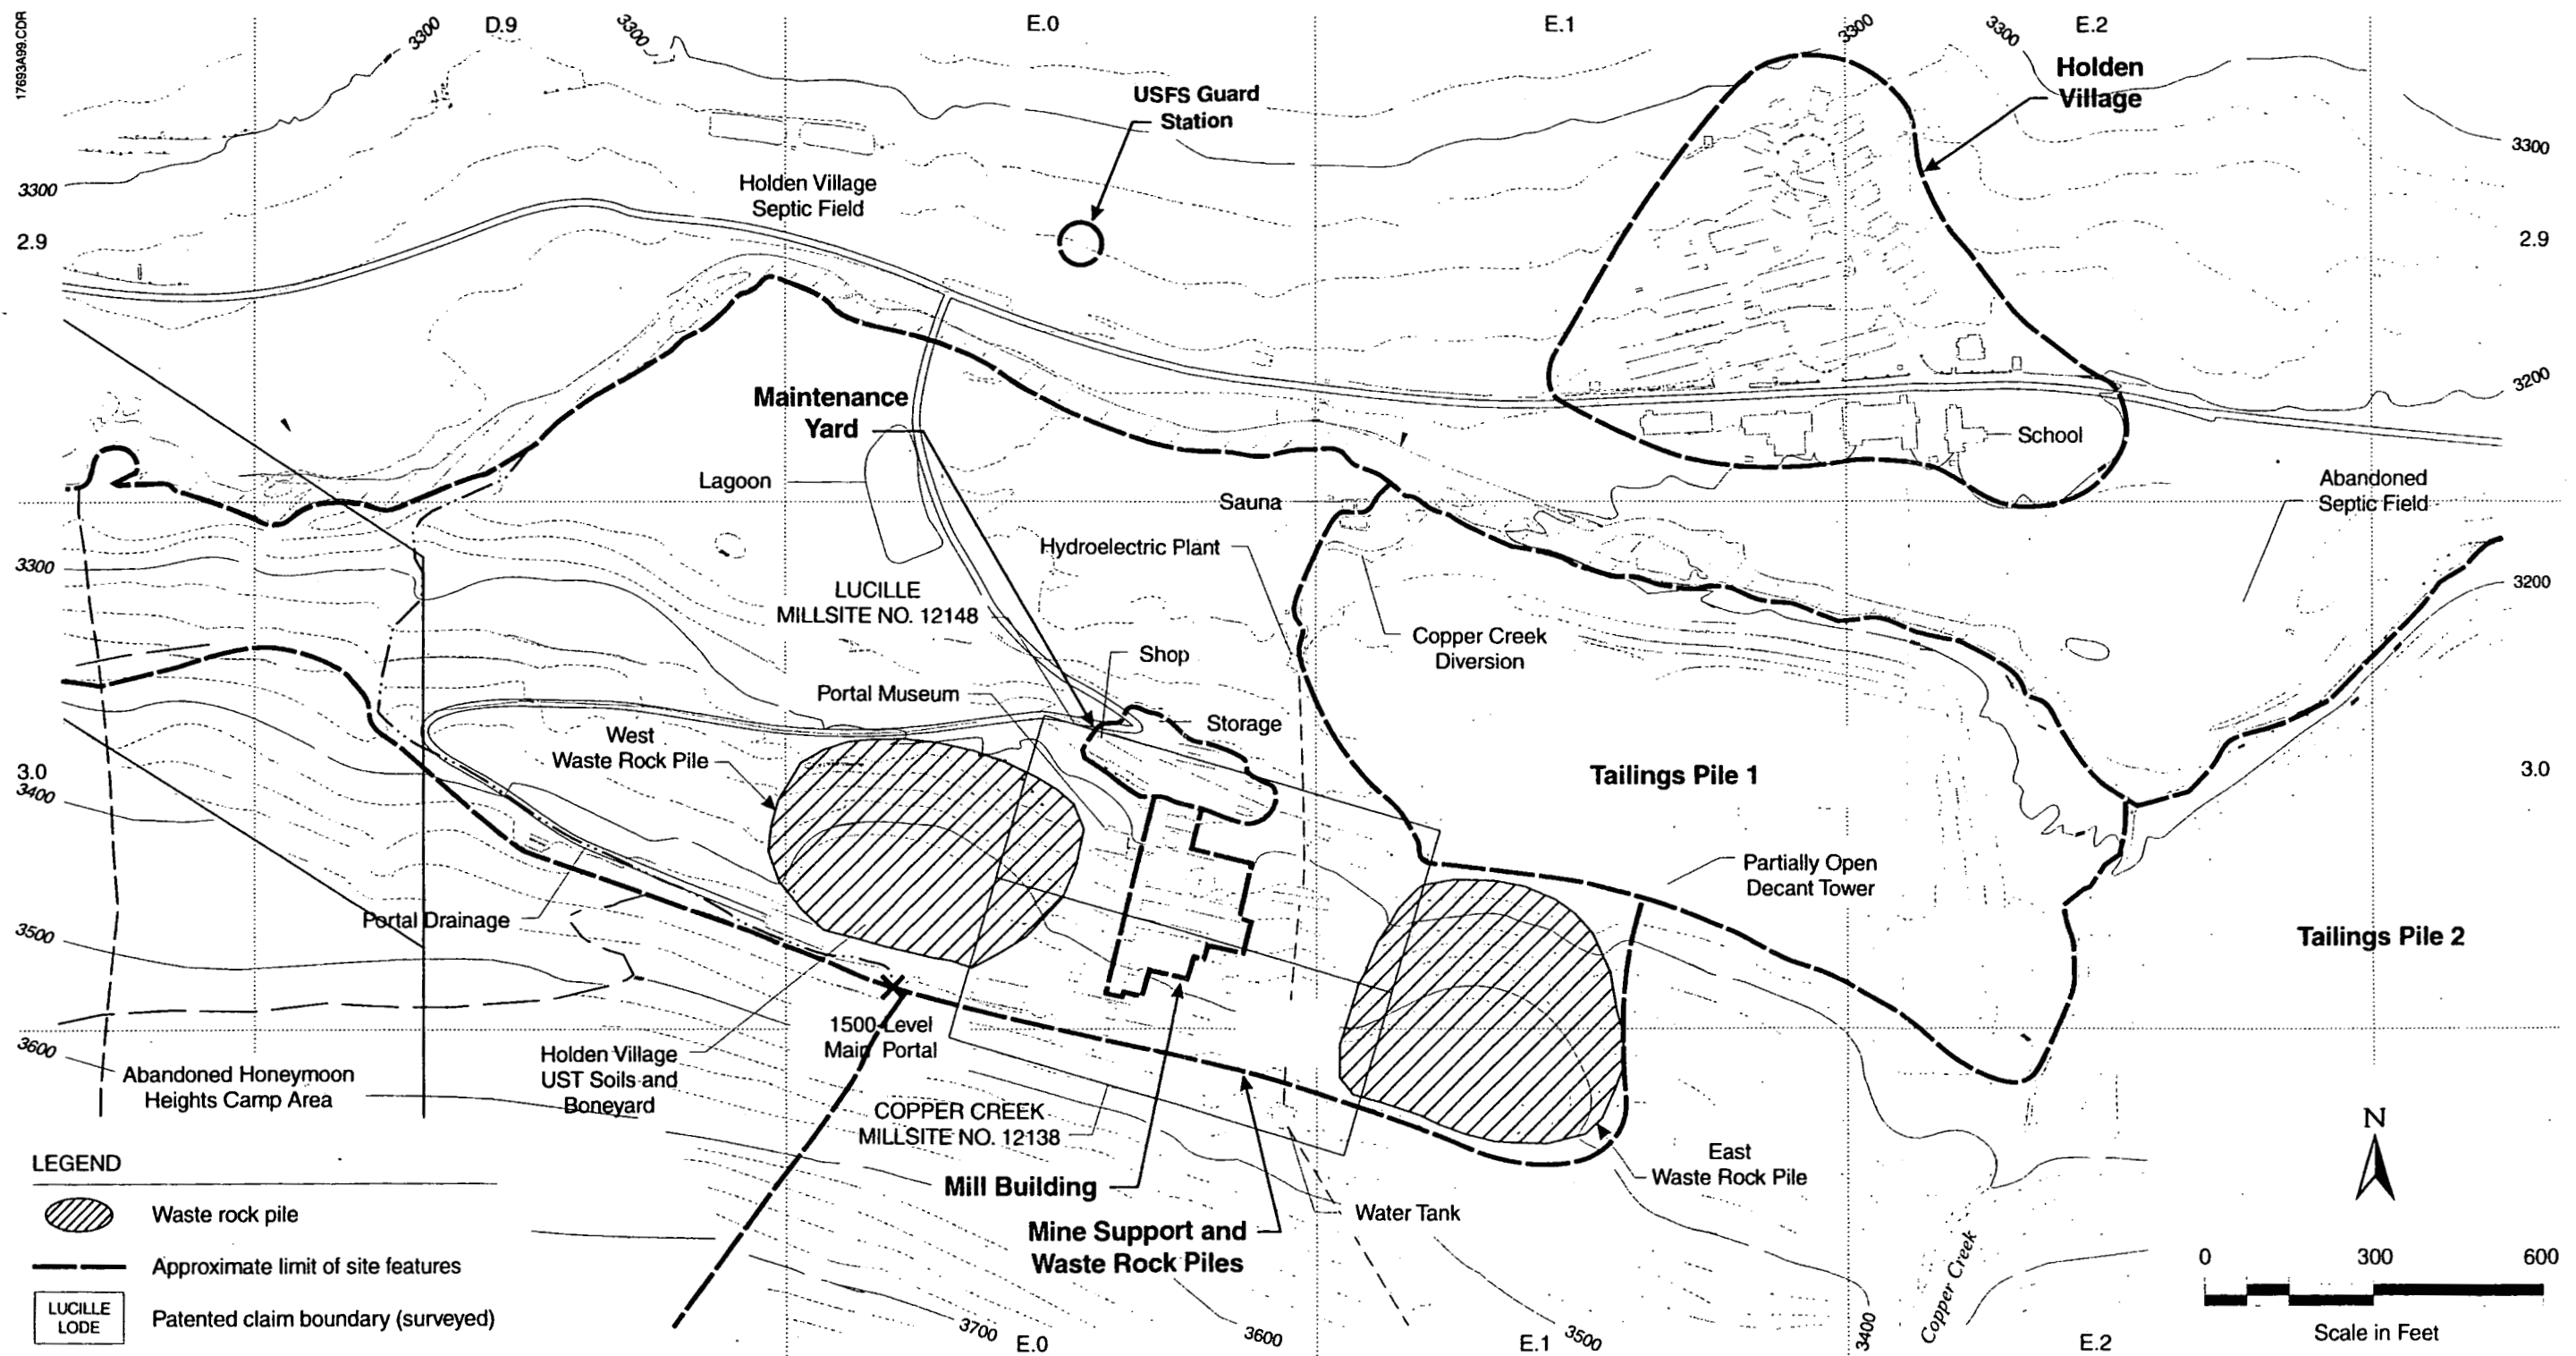 17693A99.CDR
3300
D.9
3300
E.0
E.1
3300
3300
E.2
Holden
Village
USFS Guard
Station
3300
Holden Village
Septic Field
3300
2.9
2.9
3200
Maintenance
Yard
School
Lagoon
Sauna
Abandoned
Septic Field
Hydroelectric Plant
3300
LUCILLE
MILLSITE NO. 12148
3200
Copper Creek
Diversion
Shop
Portal Museum
Storage
West
Waste Rock Pile
3.0
3400
Tailings Pile 1
3.0
Partially Open
Decant Tower
Portal Drainage
3500
Tailings Pile 2
1500 Level
Main Portal
3600
Holden Village
UST Soils and
Boneyard
Abandoned Honeymoon
Heights Camp Area
COPPER CREEK
MILLSITE NO. 12138
East
Waste Rock Pile
Mill Building
Water Tank
Mine Support and
Waste Rock Piles
N
LEGEND
Waste rock pile
Approximate limit of site features
LUCILLE
LODE
Patented claim boundary (surveyed)
3700
E.0
3600
E.1
3500
3400
Copper Creek
E.2
0 300 600
Scale in Feet